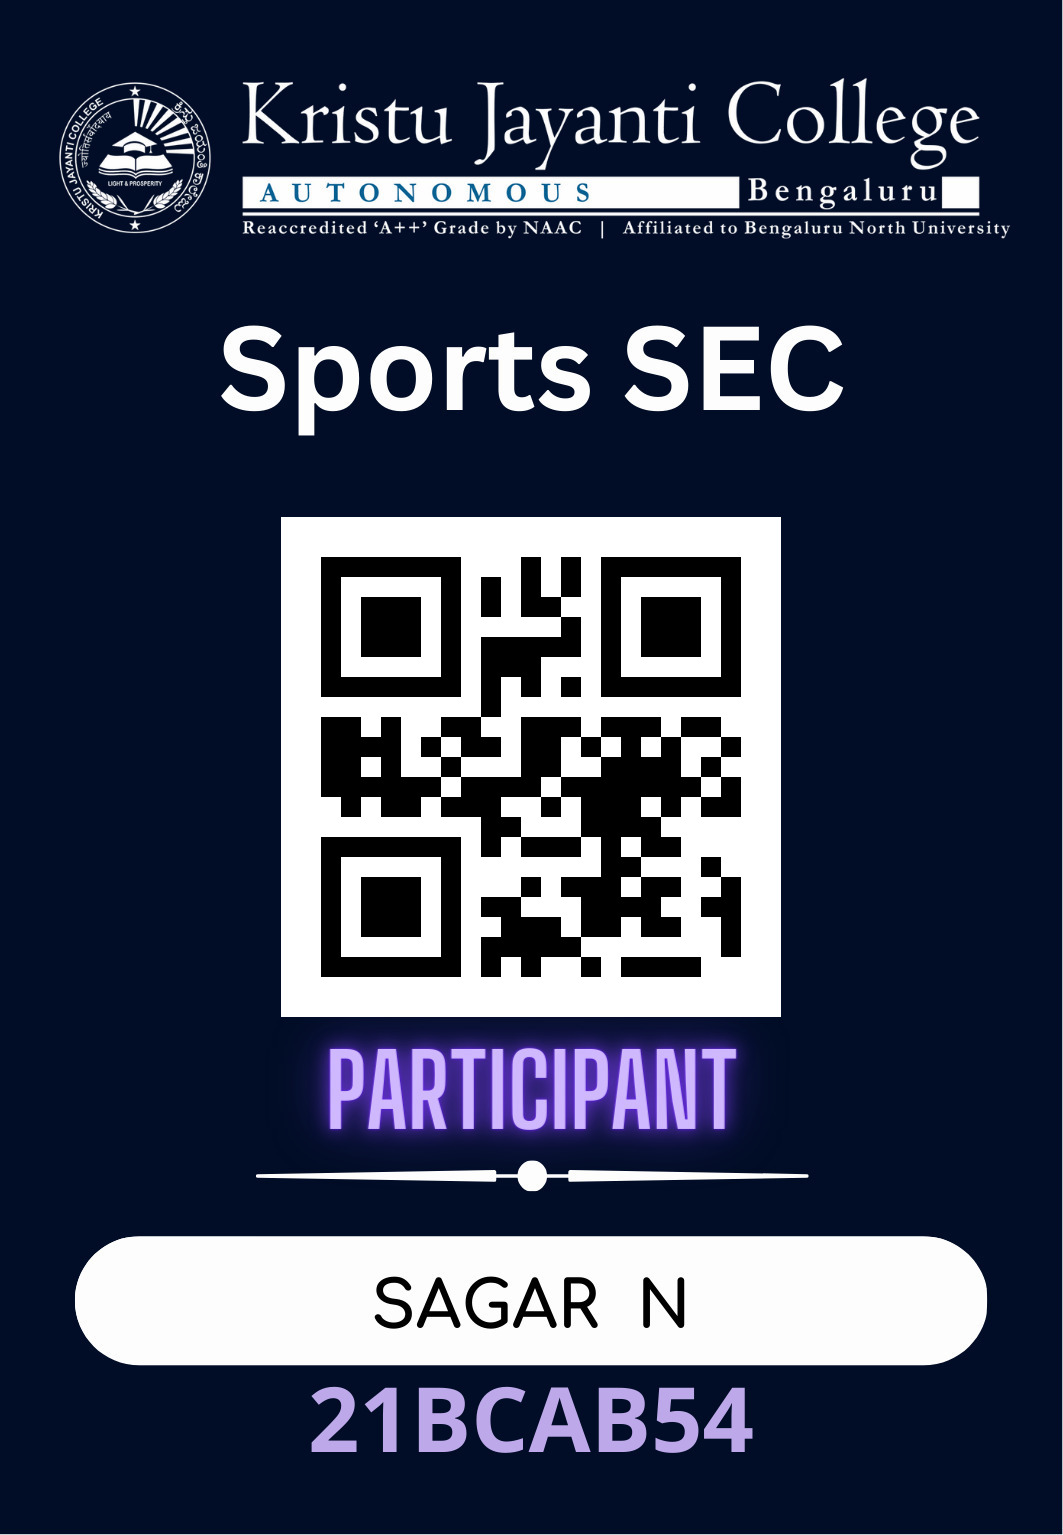 Kristu Jayanti College
AUTONOMOUS Bengaluru
Reaccredited ‘A++’ Grade by NAAC | Affiliated to Bengaluru North University
KRISTU JAYANTI COLLEGE
LIGHT & PROSPERITY
Sports SEC
PARTICIPANT
SAGAR N
21BCAB54